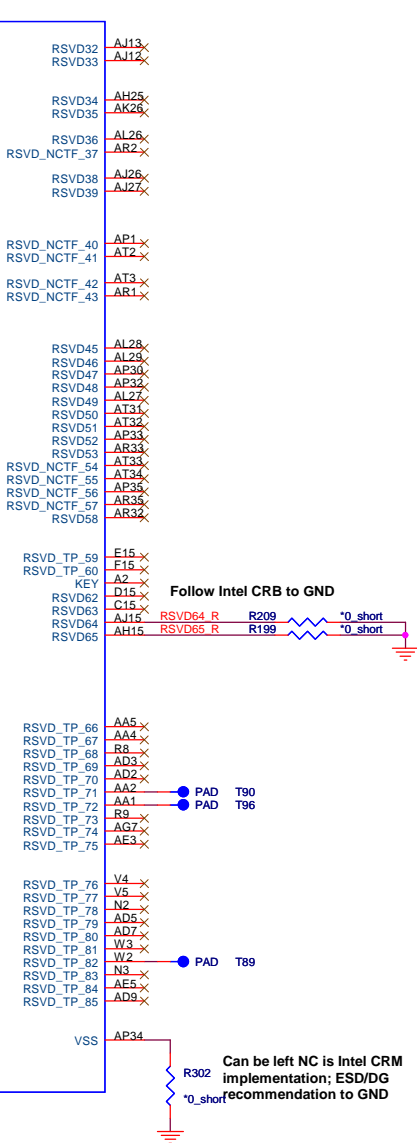 RSVD32 AJ13
RSVD33 AJ12
RSVD34 AH25
RSVD35 AK26
RSVD36 AL26
RSVD_NCTF_37 AR2
RSVD38 AJ26
RSVD39 AJ27
RSVD_NCTF_40 AP1
RSVD_NCTF_41 AT2
RSVD_NCTF_42 AT3
RSVD_NCTF_43 AR1
RSVD45 AL28
RSVD46 AL29
RSVD47 AP30
RSVD48 AP32
RSVD49 AL27
RSVD50 AT31
RSVD51 AT32
RSVD52 AP33
RSVD53 AR33
RSVD_NCTF_54 AT33
RSVD_NCTF_55 AT34
RSVD_NCTF_56 AP35
RSVD_NCTF_57 AR35
RSVD58 AR32
RSVD_TP_59 E15
RSVD_TP_60 F15
KEY A2
RSVD62 D15
RSVD63 C15
Follow Intel CRB to GND
RSVD64 AJ15 RSVD64_R R209 *0_short
RSVD65 AH15 RSVD65_R R199 *0_short
RSVD_TP_66 AA5
RSVD_TP_67 AA4
RSVD_TP_68 R8
RSVD_TP_69 AD3
RSVD_TP_70 AD2
RSVD_TP_71 AA2 PAD T90
RSVD_TP_72 AA1 PAD T96
RSVD_TP_73 R9
RSVD_TP_74 AG7
RSVD_TP_75 AE3
RSVD_TP_76 V4
RSVD_TP_77 V5
RSVD_TP_78 N2
RSVD_TP_79 AD5
RSVD_TP_80 AD7
RSVD_TP_81 W3
RSVD_TP_82 W2 PAD T89
RSVD_TP_83 N3
RSVD_TP_84 AE5
RSVD_TP_85 AD9
VSS AP34
R302
*0_short
Can be left NC is Intel CRM
implementation; ESD/DG
recommendation to GND